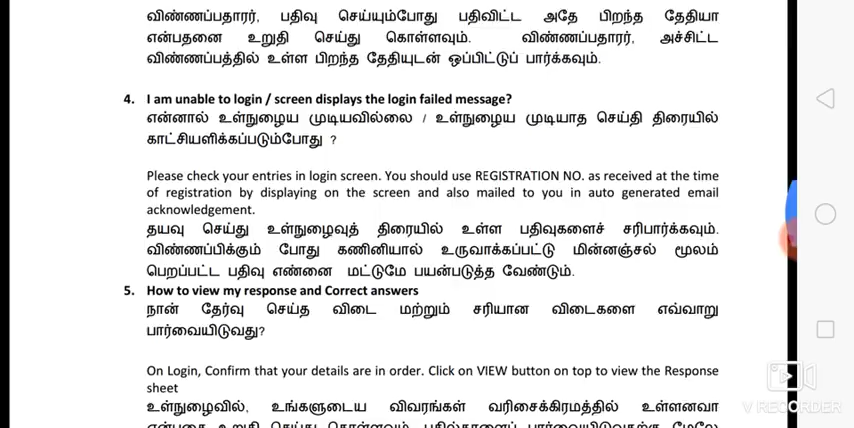 விண்ணப்பதாரர், பதிவு செய்யும்போது பதிவிட்ட அதே பிறந்த தேதியா
என்பதனை உறுதி செய்து கொள்ளவும். விண்ணப்பதாரர், அச்சிட்ட
விண்ணப்பத்தில் உள்ள பிறந்த தேதியுடன் ஒப்பிட்டுப் பார்க்கவும்.
4. I am unable to login / screen displays the login failed message?
என்னால் உள்நுழைய முடியவில்லை / உள்நுழைய முடியாத செய்தி திரையில்
காட்சியளிக்கப்படும்போது ?
Please check your entries in login screen. You should use REGISTRATION NO. as received at the time
of registration by displaying on the screen and also mailed to you in auto generated email
acknowledgement.
தயவு செய்து உள்நுழைவுத் திரையில் உள்ள பதிவுகளைச் சரிபார்க்கவும்.
விண்ணப்பிக்கும் போது கணினியால் உருவாக்கப்பட்டு மின்னஞ்சல் மூலம்
பெறப்பட்ட பதிவு எண்னை மட்டுமே பயன்படுத்த வேண்டும்.
5. How to view my response and Correct answers
நான் தேர்வு செய்த விடை மற்றும் சரியான விடைகளை எவ்வாறு
பார்வையிடுவது?
On Login, Confirm that your details are in order. Click on VIEW button on top to view the Response
sheet
உள்நுழைவில், உங்களுடைய விவரங்கள் வரிசைக்கிரமத்தில் உள்ளனவா
என்பதை உறுதி செய்து கொள்ளவும். பதில்தாளைப் பார்வையிடுவதற்கு மேலே
V RECORDER